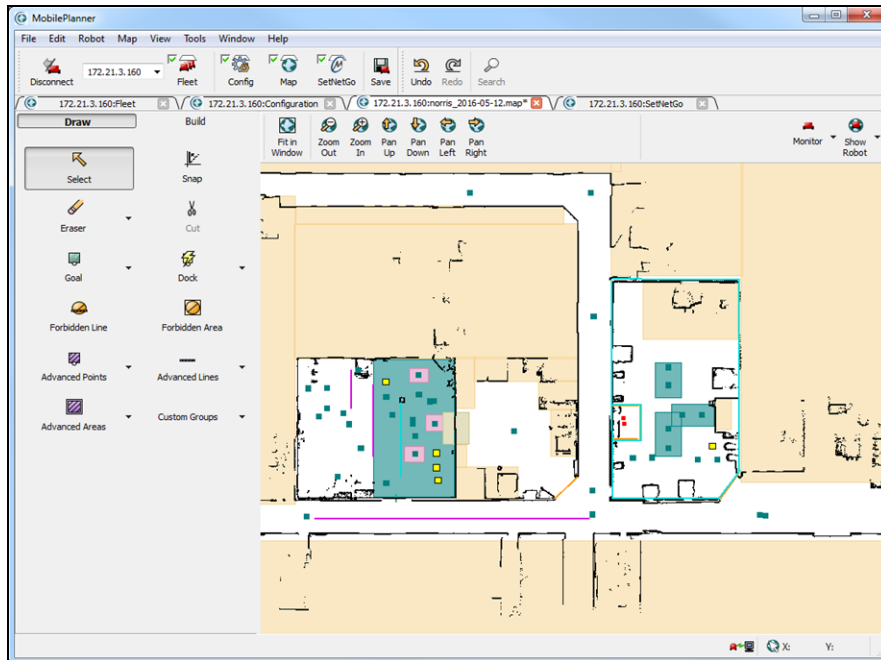 MobilePlanner
File Edit Robot Map View Tools Window Help
Disconnect 172.21.3.160 Fleet Config Map SetNetGo Save Undo Redo Search
172.21.3.160:Fleet 172.21.3.160:Configuration 172.21.3.160:norris_2016-05-12.map* 172.21.3.160:SetNetGo
Draw Build
Fit in Window Zoom Out Zoom In Pan Up Pan Down Pan Left Pan Right Monitor Show Robot
Select Snap
Eraser Cut
Goal Dock
Forbidden Line Forbidden Area
Advanced Points Advanced Lines
Advanced Areas Custom Groups
X: Y: